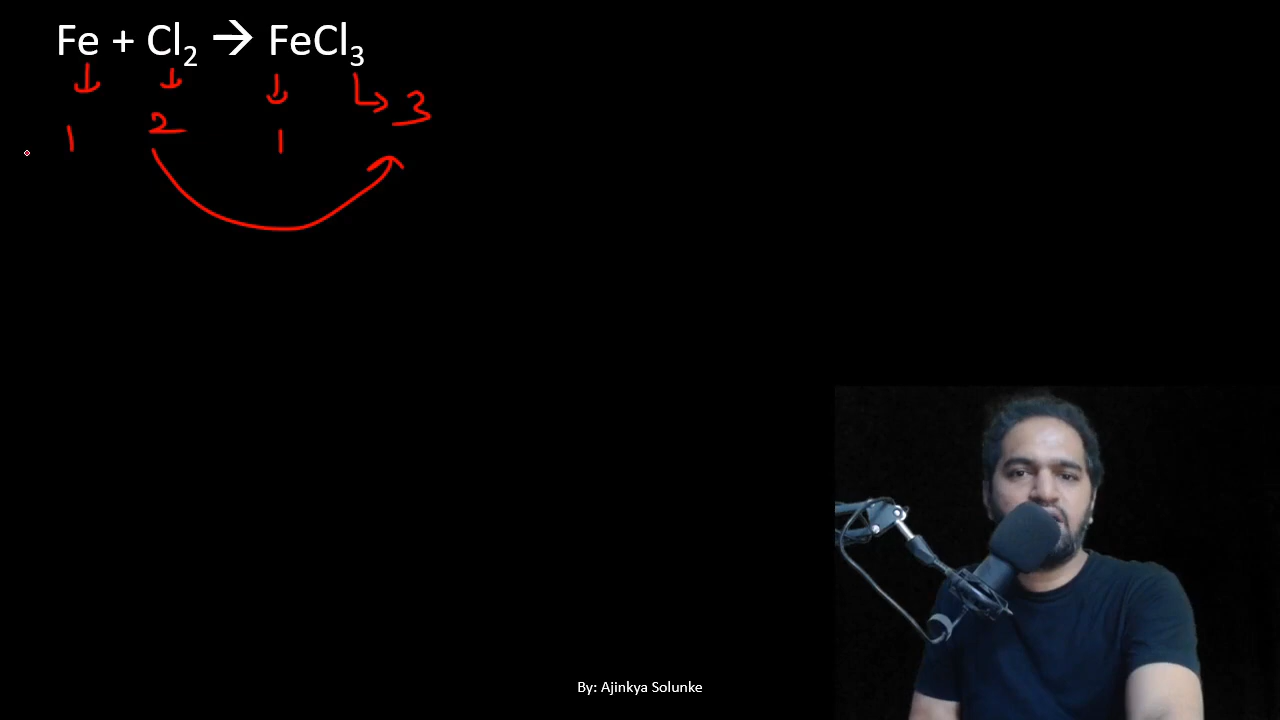 Fe + Cl₂ → FeCl₃
3
1 2 1
By: Ajinkya Solunke